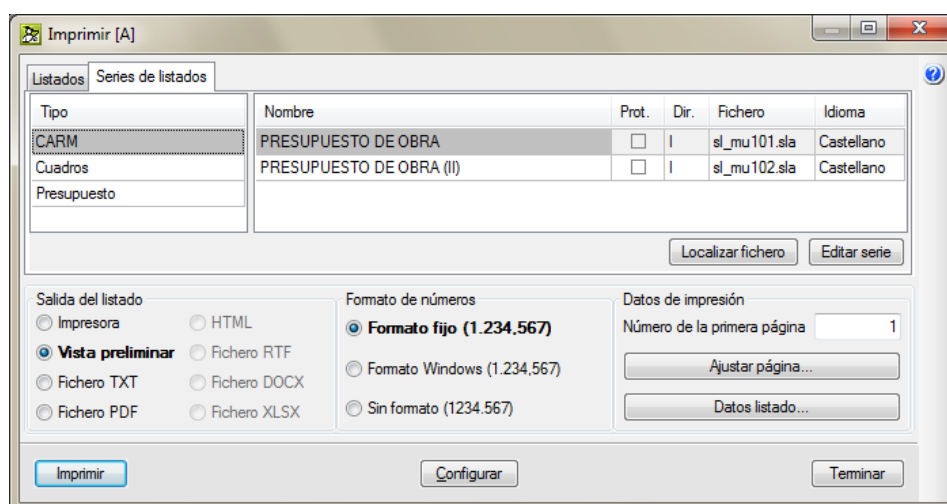 Imprimir [A]
Listados Series de listados
Tipo Nombre Prot. Dir. Fichero Idioma
CARM PRESUPUESTO DE OBRA I sl_mu101.sla Castellano
Cuadros PRESUPUESTO DE OBRA (II) I sl_mu102.sla Castellano
Presupuesto
Localizar fichero Editar serie
Salida del listado Formato de números Datos de impresión
Impresora HTML Formato fijo (1.234,567) Número de la primera página 1
Vista preliminar Fichero RTF Formato Windows (1.234,567) Ajustar página...
Fichero TXT Fichero DOCX
Fichero PDF Fichero XLSX Sin formato (1234.567) Datos listado...
Imprimir Configurar Terminar